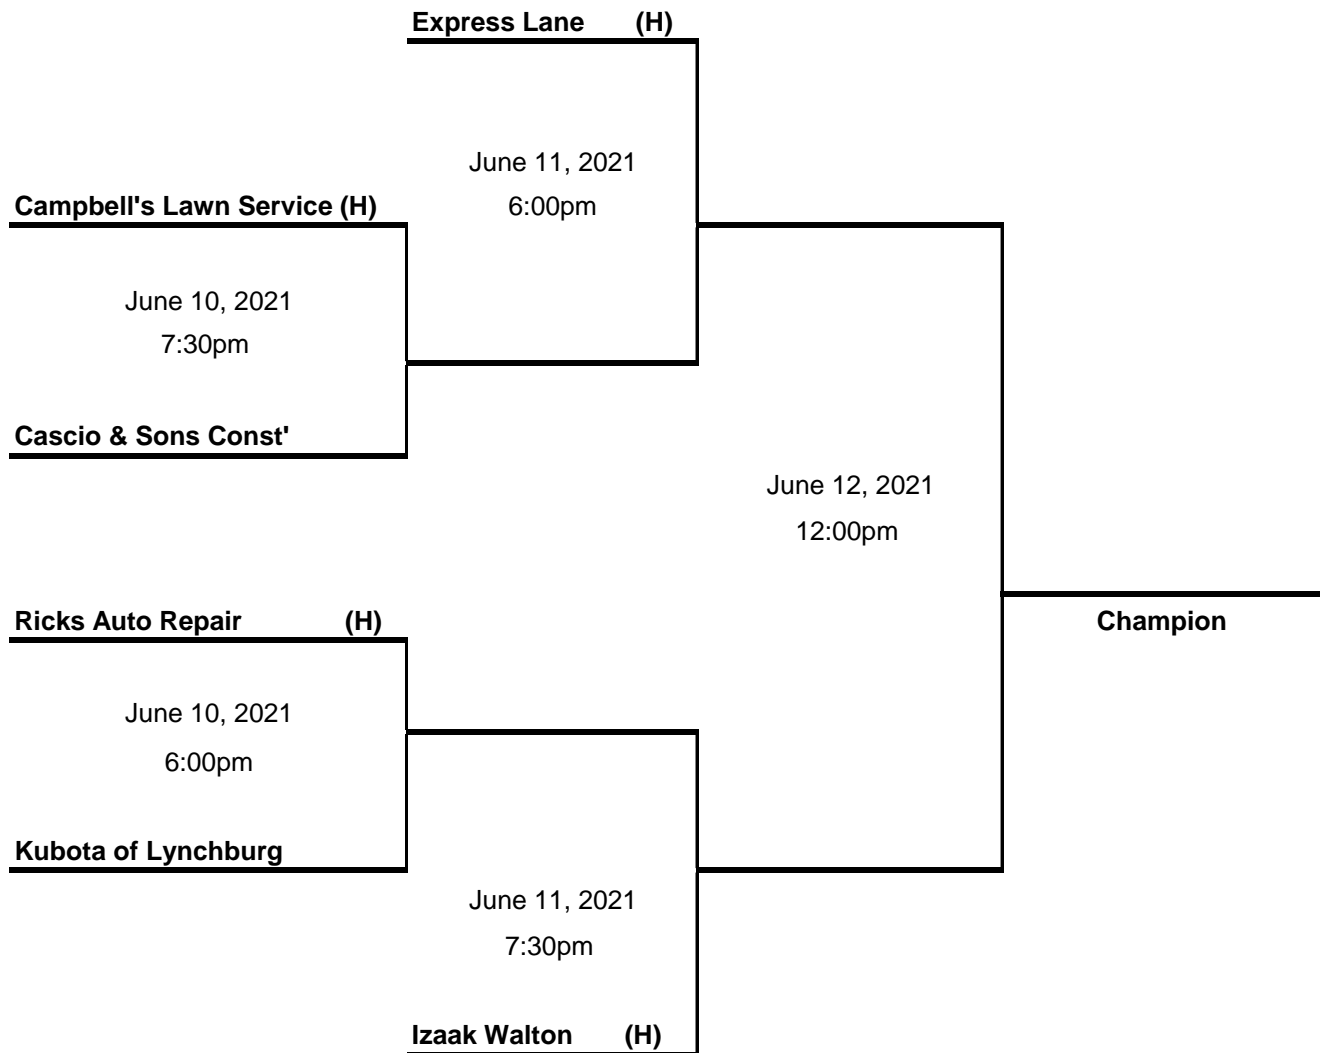 Express Lane (H)
June 11, 2021
6:00pm
Campbell's Lawn Service (H)
June 10, 2021
7:30pm
Cascio & Sons Const'
June 12, 2021
12:00pm
Ricks Auto Repair (H)
Champion
June 10, 2021
6:00pm
Kubota of Lynchburg
June 11, 2021
7:30pm
Izaak Walton (H)